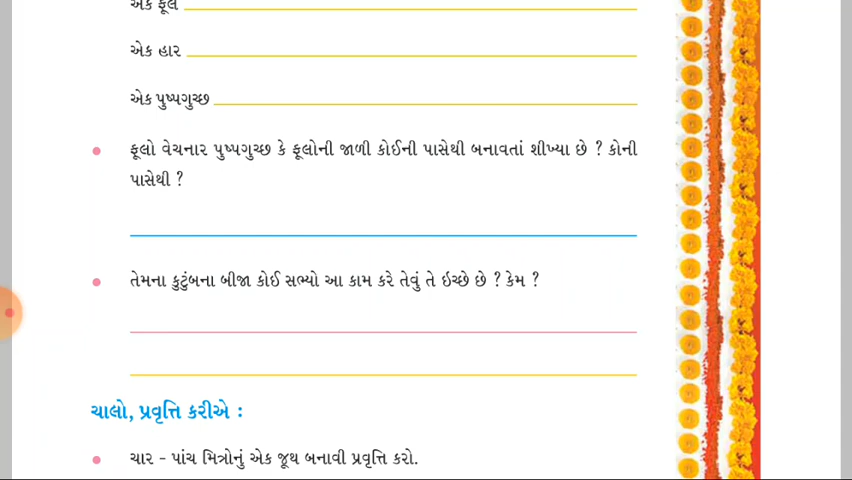 એક ફૂલ
એક હાર
એક પુષ્પગુચ્છ
ફૂલો વેચનાર પુષ્પગુચ્છ કે ફૂલોની જાળી કોઈની પાસેથી બનાવતાં શીખ્યા છે ? કોની
પાસેથી ?
તેમના કુટુંબના બીજા કોઈ સભ્યો આ કામ કરે તેવું તે ઇચ્છે છે ? કેમ ?
ચાલો, પ્રવૃત્તિ કરીએ :
ચાર - પાંચ મિત્રોનું એક જૂથ બનાવી પ્રવૃત્તિ કરો.